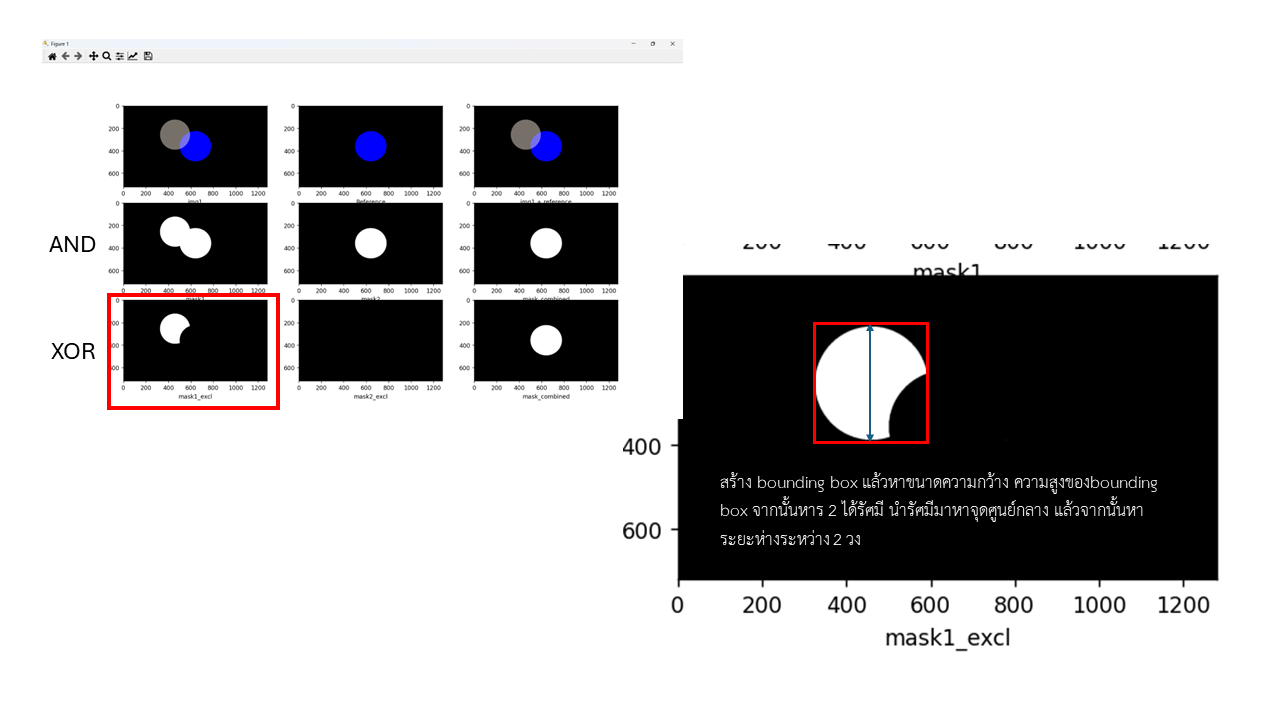 Figure 1
0
200
400
600
0 200 400 600 800 1000 1200
img1
0
200
400
600
0 200 400 600 800 1000 1200
Reference
0
200
400
600
0 200 400 600 800 1000 1200
img1 + reference
AND
0
200
400
600
0 200 400 600 800 1000 1200
mask1
0
200
400
600
0 200 400 600 800 1000 1200
mask2
0
200
400
600
0 200 400 600 800 1000 1200
mask_combined
XOR
0
200
400
600
0 200 400 600 800 1000 1200
mask1_excl
0
200
400
600
0 200 400 600 800 1000 1200
mask2_excl
0
200
400
600
0 200 400 600 800 1000 1200
mask_combined
200 400 600 800 1000 1200
mask1
400
600
สร้าง bounding box แล้วหาขนาดความกว้าง ความสูงของbounding
box จากนั้นหาร 2 ได้รัศมี นำรัศมีมาหาจุดศูนย์กลาง แล้วจากนั้นหา
ระยะห่างระหว่าง 2 วง
0 200 400 600 800 1000 1200
mask1_excl